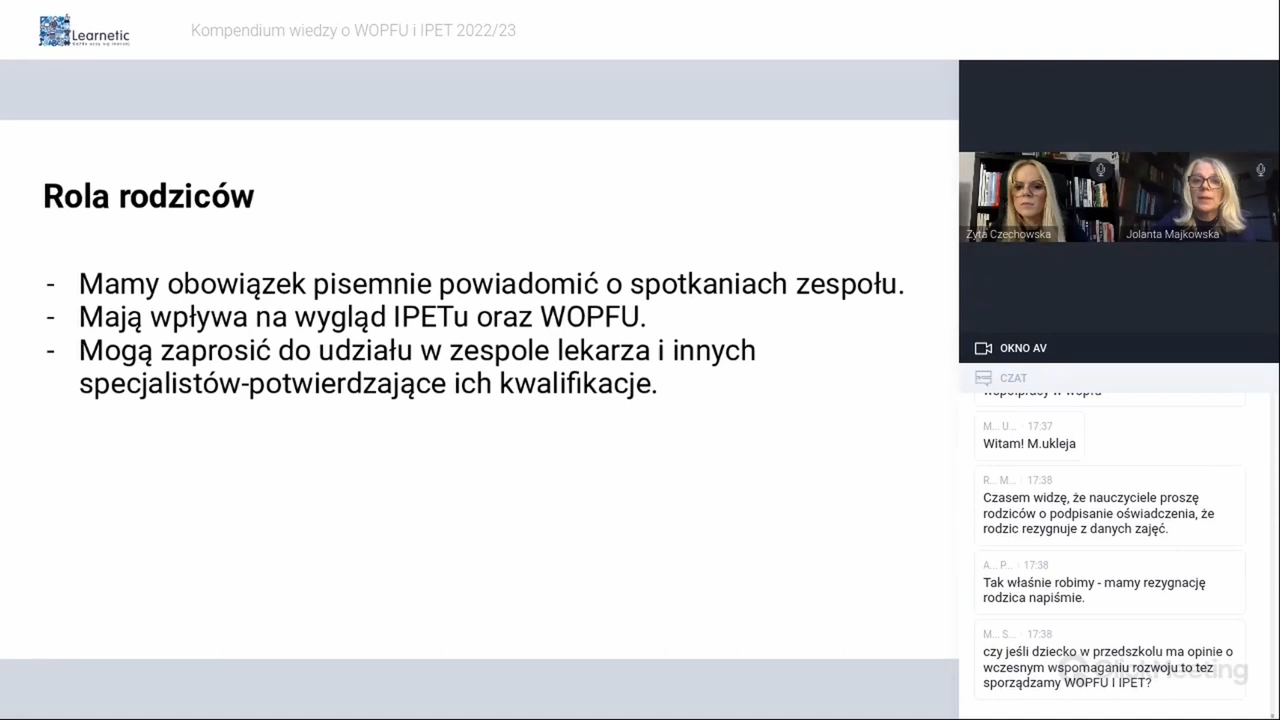 Learnetic
Kompendium wiedzy o WOPFU i IPET 2022/23
Rola rodziców
- Mamy obowiązek pisemnie powiadomić o spotkaniach zespołu.
- Mają wpływa na wygląd IPETu oraz WOPFU.
- Mogą zaprosić do udziału w zespole lekarza i innych
specjalistów-potwierdzające ich kwalifikacje.
Zyta Czechowska
Jolanta Majkowska
OKNO AV
CZAT
M... U... 17:37
Witam! M.ukleja
R... M... 17:38
Czasem widzę, że nauczyciele proszę
rodziców o podpisanie oświadczenia, że
rodzic rezygnuje z danych zajęć.
A... P... 17:38
Tak właśnie robimy - mamy rezygnację
rodzica napiśmie.
M... S... 17:38
czy jeśli dziecko w przedszkolu ma opinie o
wczesnym wspomaganiu rozwoju to tez
sporządzamy WOPFU I IPET?
ClickMeeting